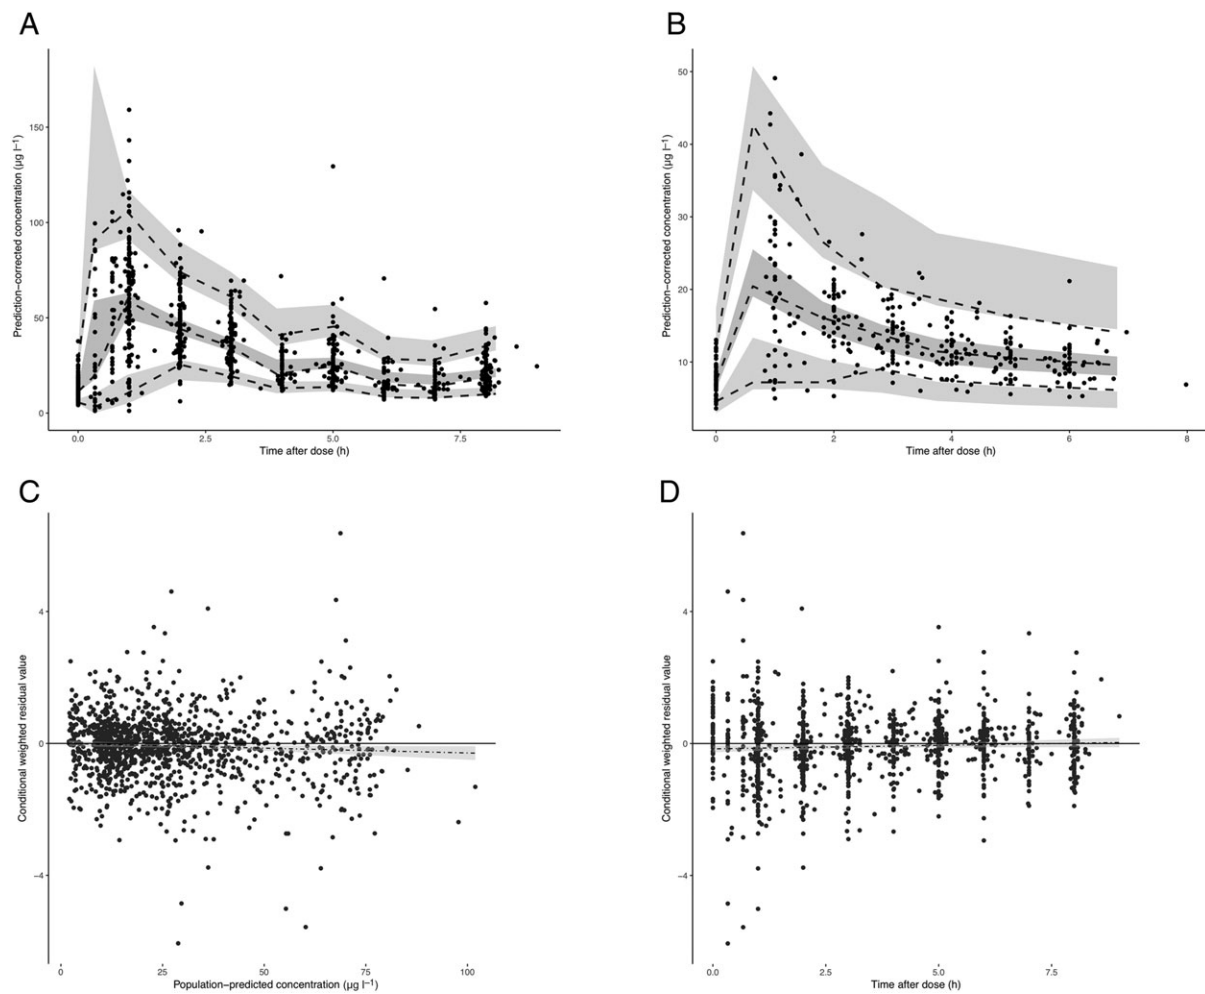 A
B
Prediction−corrected concentration (µg l−1)
150
100
50
0
0.0 2.5 5.0 7.5
Time after dose (h)
Prediction−corrected concentration (µg l−1)
50
40
30
20
10
0 2 4 6 8
Time after dose (h)
C
D
Conditional weighted residual value
4
0
−4
0 25 50 75 100
Population−predicted concentration (µg l−1)
Conditional weighted residual value
4
0
−4
0.0 2.5 5.0 7.5
Time after dose (h)